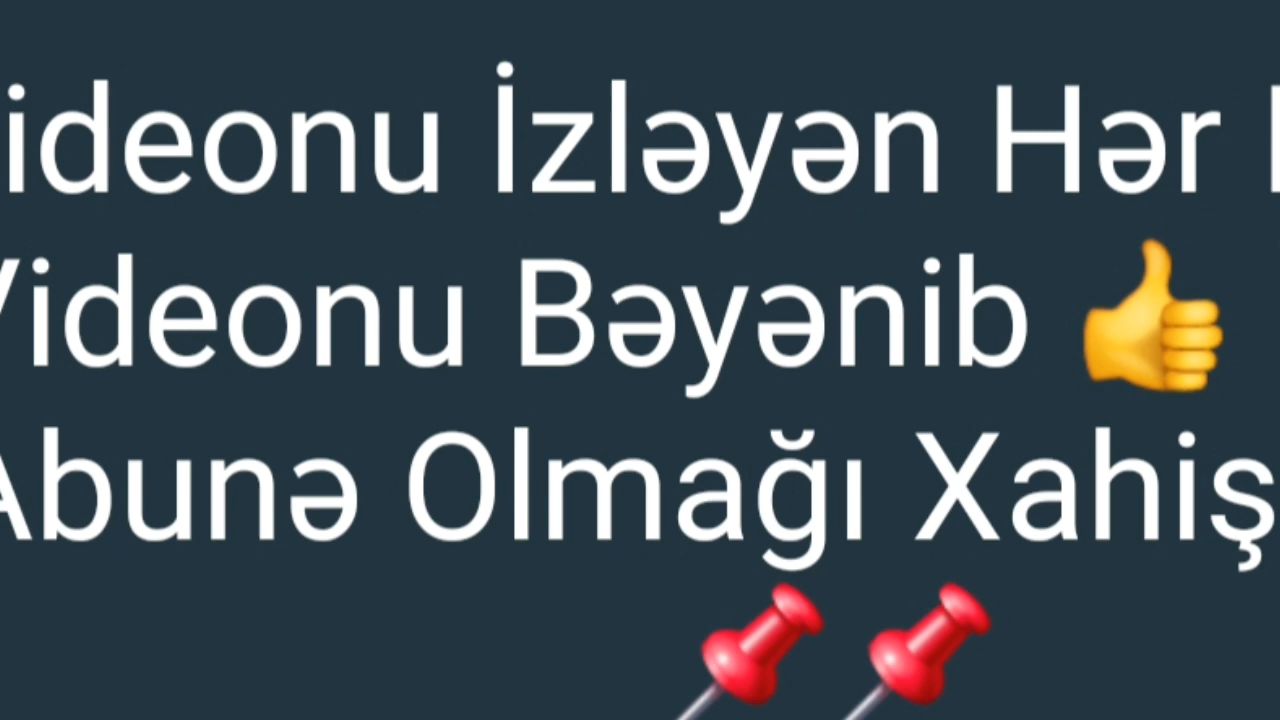 ideonu İzləyən Hər
Videonu Bəyənib 👍
Abunə Olmağı Xahiş
📌📌